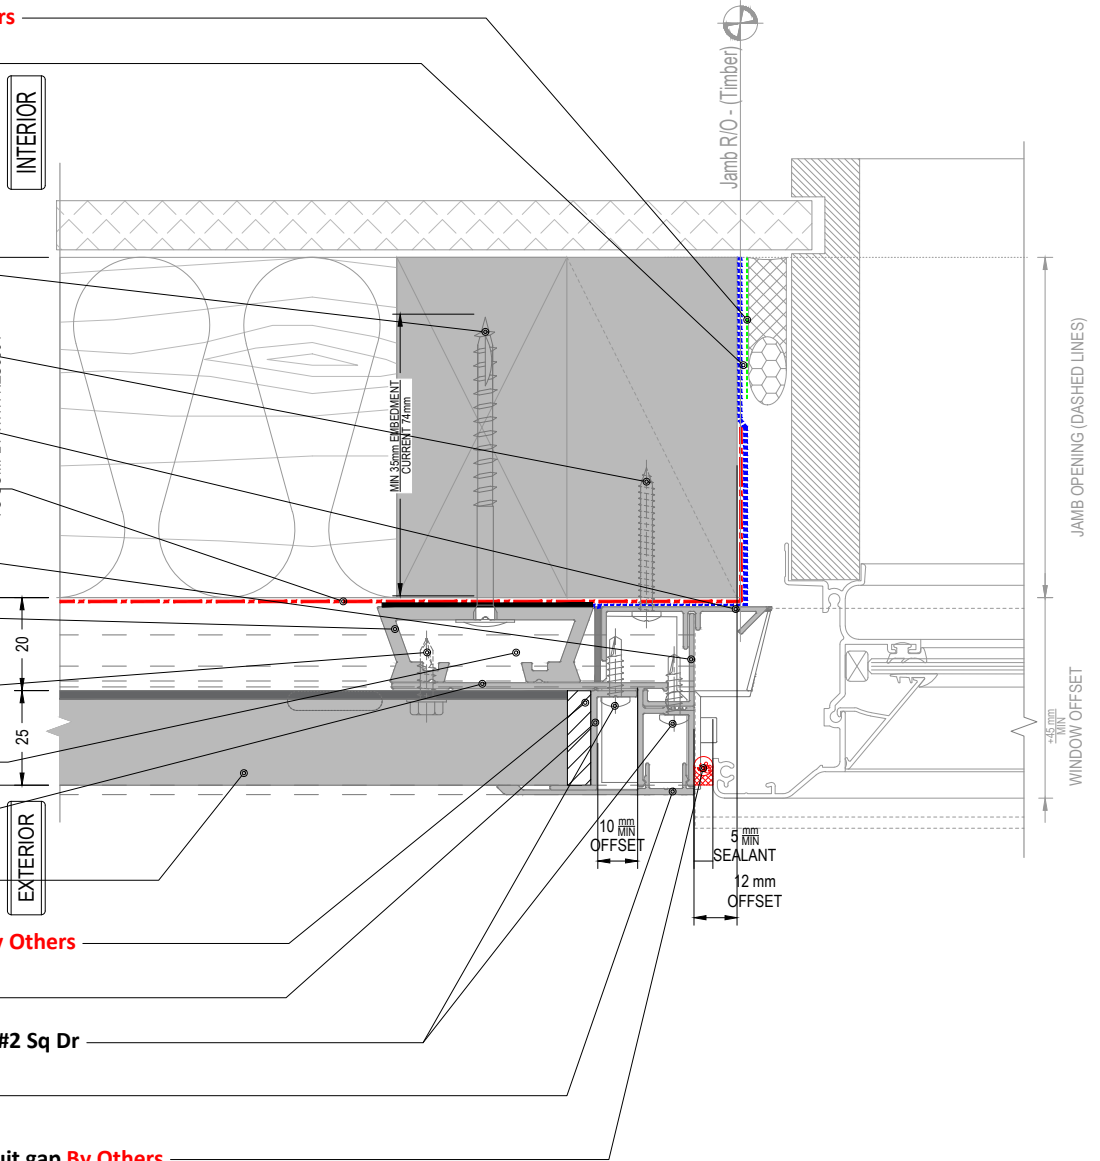 rs
INTERIOR
Jamb R/O - (Timber)
MIN 35mm EMBEDMENT
CURRENT 74mm
JAMB OPENING (DASHED LINES)
20
25
+45 mm
MIN
WINDOW OFFSET
EXTERIOR
10 mm
MIN
OFFSET
5 mm
MIN
SEALANT
12 mm
OFFSET
y Others
#2 Sq Dr
uit gap By Others